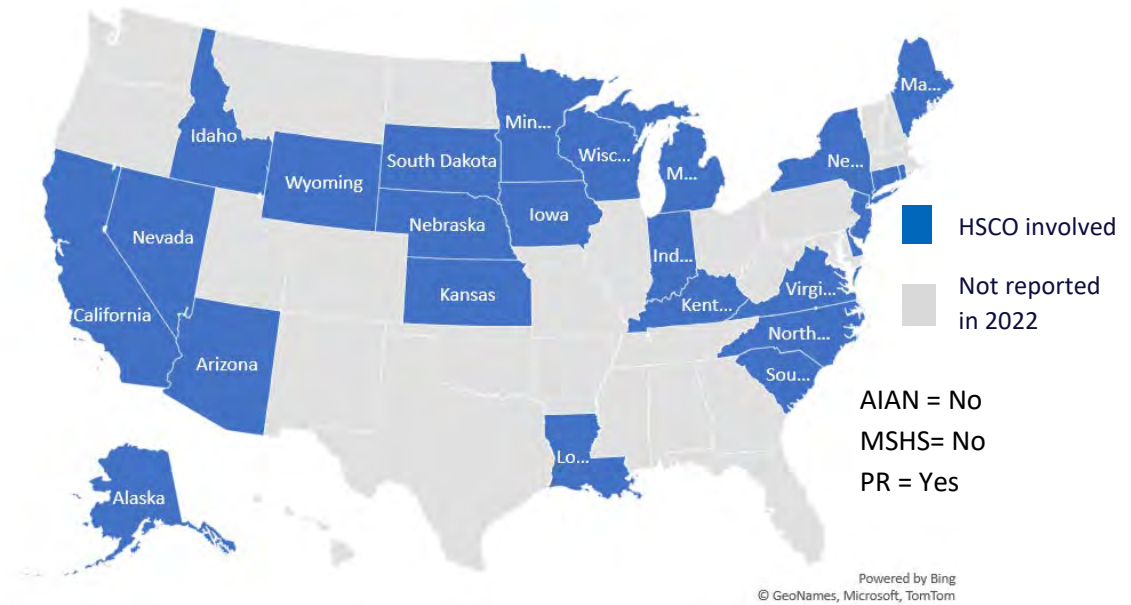 Ma...
Min...
Idaho
Wisc...
Ne...
South Dakota
M...
Wyoming
Iowa
Nebraska
HSCO involved
Nevada
Ind...
Kansas
Virgi...
Not reported
in 2022
Kent...
California
North...
Arizona
Sou...
AIAN = No
MSHS= No
Lo...
PR = Yes
Alaska
Powered by Bing
© GeoNames, Microsoft, TomTom